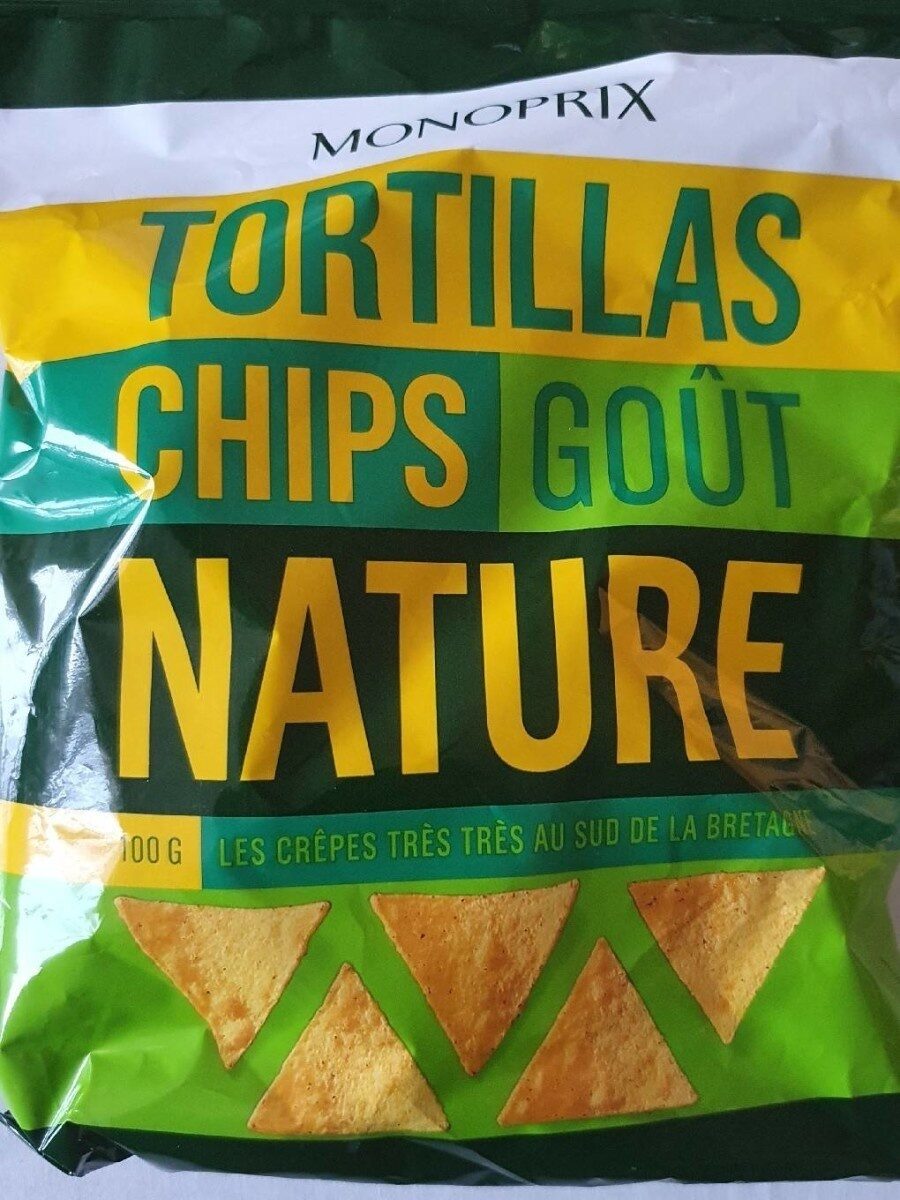 MONOPRIX
TORTILLAS
CHIPS GOÛT
NATURE
100 G LES CRÊPES TRÈS TRÈS AU SUD DE LA BRETAGNE